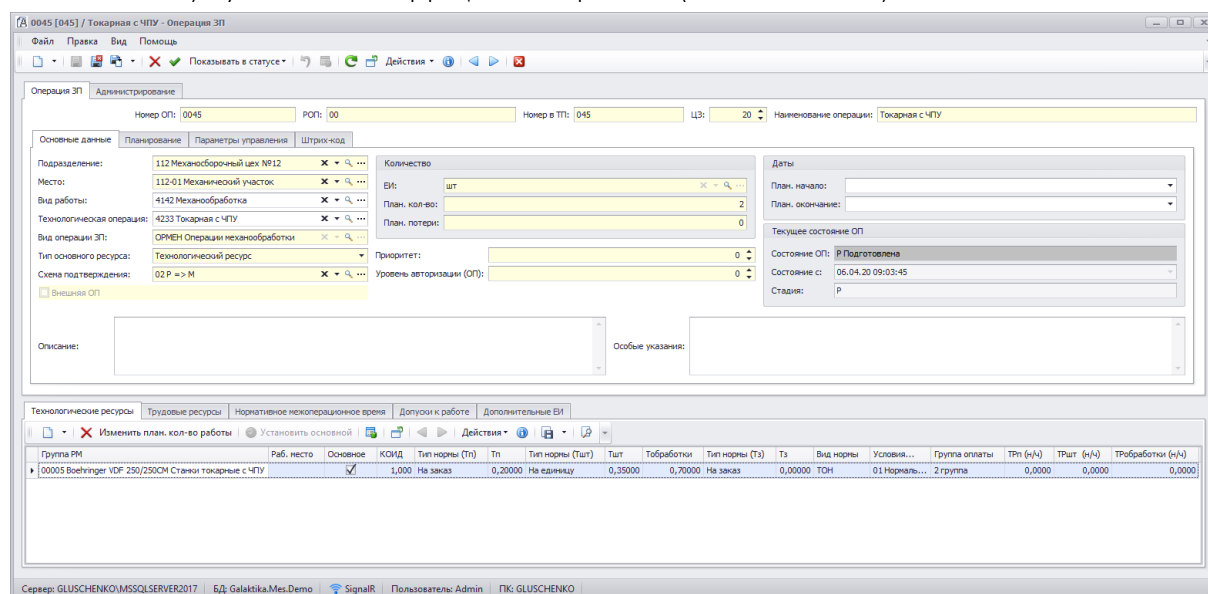 0045 [045] / Токарная с ЧПУ - Операция ЗП
Файл Правка Вид Помощь
Показывать в статусе Действия
Операция ЗП Администрирование
Номер ОП: 0045 РОП: 00 Номер в ТП: 045 ЦЗ: 20 Наименование операции: Токарная с ЧПУ
Основные данные Планирование Параметры управления Штрих-код
Подразделение: 112 Механосборочный цех №12
Место: 112-01 Механический участок
Вид работы: 4142 Механообработка
Технологическая операция: 4233 Токарная с ЧПУ
Вид операции ЗП: ОРМЕН Операции механообработки
Тип основного ресурса: Технологический ресурс
Схема подтверждения: 02 Р => М
Внешняя ОП
Количество
ЕИ: шт
План. кол-во: 2
План. потери: 0
Приоритет: 0
Уровень авторизации (ОП): 0
Даты
План. начало:
План. окончание:
Текущее состояние ОП
Состояние ОП: Р Подготовлена
Состояние с: 06.04.20 09:03:45
Стадия: Р
Описание: Особые указания:
Технологические ресурсы Трудовые ресурсы Нормативное межоперационное время Допуски к работе Дополнительные ЕИ
Изменить план. кол-во работы Установить основной Действия
Группа РМ Раб. место Основное КОИД Тип нормы (Тп) Тп Тип нормы (Тшт) Тшт Тобработки Тип нормы (Тз) Тз Вид нормы Условия... Группа оплаты ТРп (н/ч) ТРшт (н/ч) ТРобработки (н/ч)
00005 Boehringer VDF 250/250CM Станки токарные с ЧПУ 1,000 На заказ 0,20000 На единицу 0,35000 0,70000 На заказ 0,00000 ТОН 01 Нормаль... 2 группа 0,0000 0,0000 0,0000
Сервер: GLUSCHENKO\MSSQLSERVER2017 БД: Galaktika.Mes.Demo SignalR Пользователь: Admin ПК: GLUSCHENKO